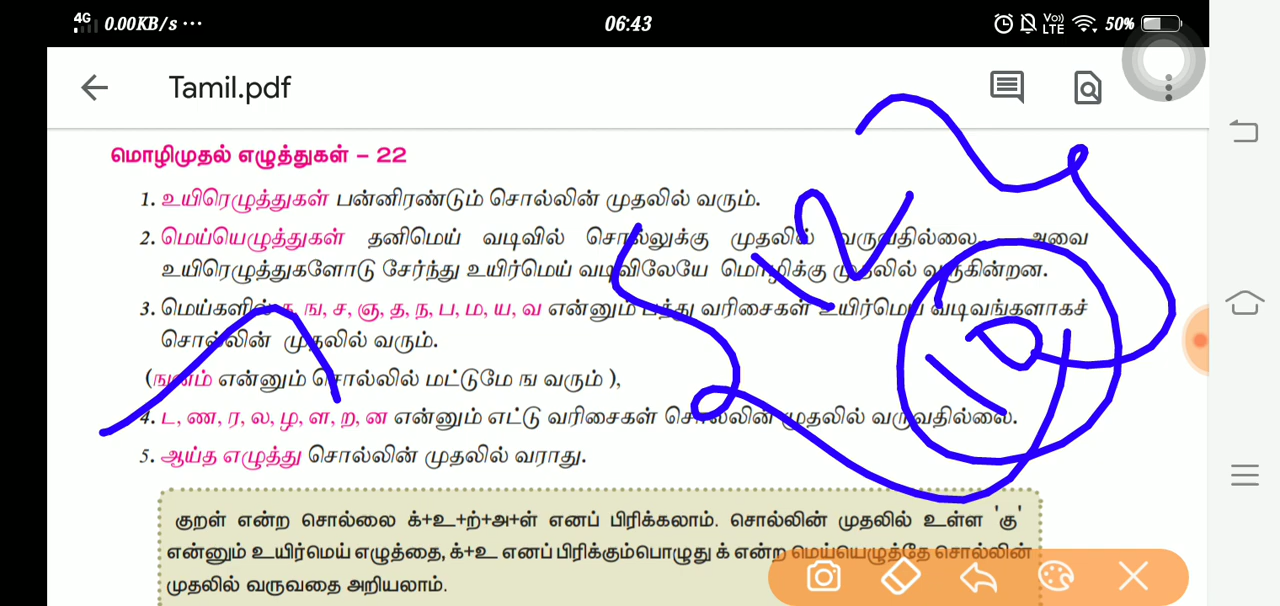 4G 0.00KB/s ··· 06:43 Vo)) LTE 50%
Tamil.pdf
மொழிமுதல் எழுத்துகள் – 22
1. உயிரெழுத்துகள் பன்னிரண்டும் சொல்லின் முதலில் வரும்.
2. மெய்யெழுத்துகள் தனிமெய் வடிவில் சொல்லுக்கு முதலில் வருவதில்லை. அவை
உயிரெழுத்துகளோடு சேர்ந்து உயிர்மெய் வடிவிலேயே மொழிக்கு முதலில் வருகின்றன.
3. மெய்களில் க, ங, ச, ஞ, த, ந, ப, ம, ய, வ என்னும் பத்து வரிசைகள் உயிர்மெய் வடிவங்களாகச்
சொல்லின் முதலில் வரும்.
(ஙனம் என்னும் சொல்லில் மட்டுமே ங வரும் ),
4. ட, ண, ர, ல, ழ, ள, ற, ன என்னும் எட்டு வரிசைகள் சொல்லின் முதலில் வருவதில்லை.
5. ஆய்த எழுத்து சொல்லின் முதலில் வராது.
குறள் என்ற சொல்லை க்+உ+ற்+அ+ள் எனப் பிரிக்கலாம். சொல்லின் முதலில் உள்ள 'கு'
என்னும் உயிர்மெய் எழுத்தை, க்+உ எனப் பிரிக்கும்பொழுது க் என்ற மெய்யெழுத்தே சொல்லின்
முதலில் வருவதை அறியலாம்.